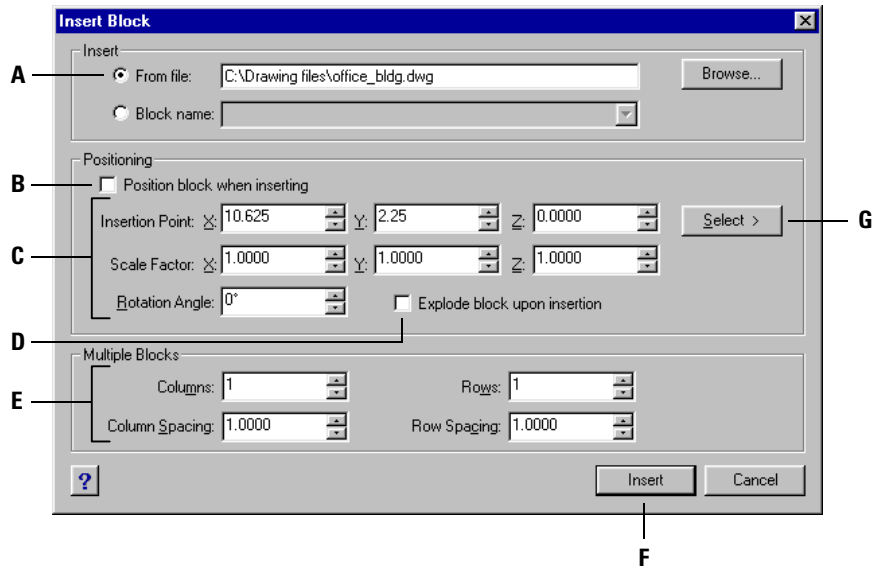 Insert Block
Insert
A From file: C:\Drawing files\office_bldg.dwg Browse...
Block name:
Positioning
B Position block when inserting
Insertion Point: X: 10.625 Y: 2.25 Z: 0.0000 Select > G
C Scale Factor: X: 1.0000 Y: 1.0000 Z: 1.0000
Rotation Angle: 0° Explode block upon insertion
D
Multiple Blocks
E Columns: 1 Rows: 1
Column Spacing: 1.0000 Row Spacing: 1.0000
? Insert Cancel
F